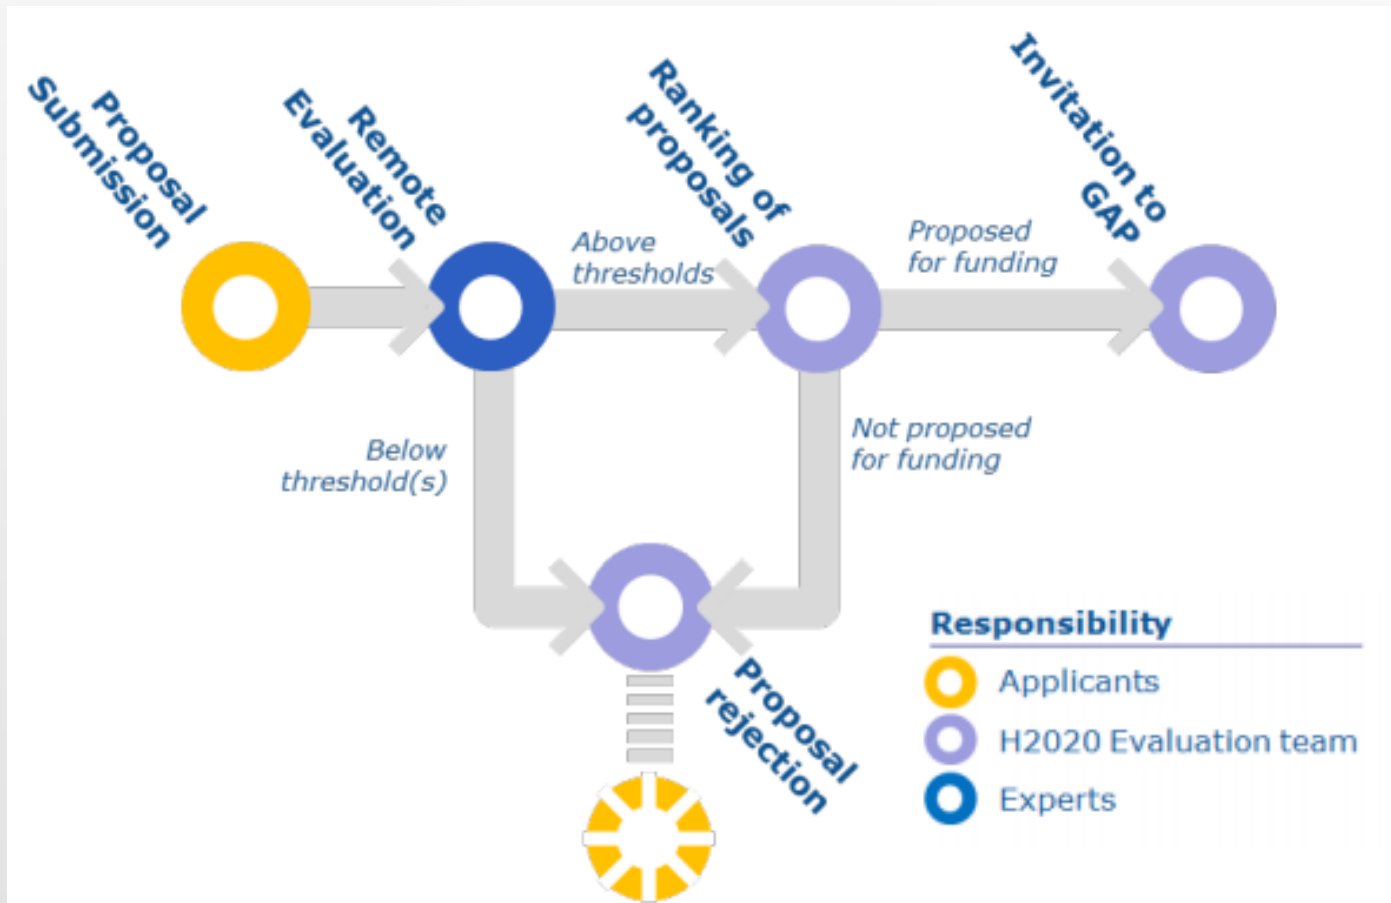 Proposal
Submission
Remote
Evaluation
Ranking of
proposals
Invitation to
GAP
Above
thresholds
Proposed
for funding
Below
threshold(s)
Not proposed
for funding
Proposal
rejection
Responsibility
Applicants
H2020 Evaluation team
Experts